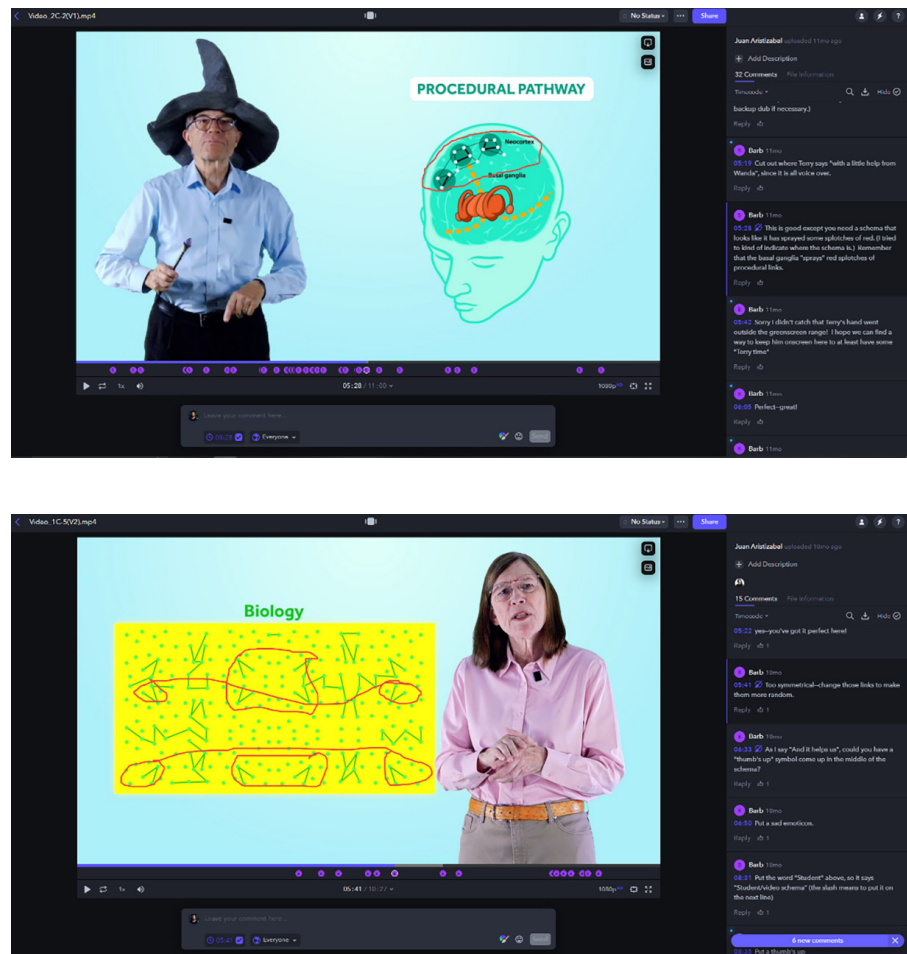 Video_2C-2(V1).mp4
No Status
Share
?
Juan Aristizabal uploaded 11mo ago
Add Description
32 Comments File Information
Timecode
Hide
backup dub if necessary.)
Reply
Barb 11mo
05:19 Cut out where Terry says "with a little help from
Wanda", since it is all voice over.
Reply
Barb 11mo
05:28 This is good except you need a schema that
looks like it has sprayed some splotches of red. (I tried
to kind of indicate where the schema is.) Remember
that the basal ganglia "sprays" red splotches of
procedural links.
Reply
Barb 11mo
05:42 Sorry I didn't catch that Terry's hand went
outside the greenscreen range! I hope we can find a
way to keep him onscreen here to at least have some
"Terry time"
Reply
Barb 11mo
06:05 Perfect--great!
Reply
Barb 11mo
PROCEDURAL PATHWAY
Neocortex
Basal ganglia
1x
05:28 / 11:00
1080p
Leave your comment here...
05:28
Everyone
Send
Video_1C-5(V2).mp4
No Status
Share
?
Juan Aristizabal uploaded 10mo ago
Add Description
15 Comments File Information
Timecode
Hide
05:22 yes--you've got it perfect here!
Reply 1
Barb 10mo
05:41 Too symmetrical--change those links to make
them more random.
Reply 1
Barb 10mo
06:33 As I say "And it helps us", could you have a
"thumb's up" symbol come up in the middle of the
schema?
Reply 1
Barb 10mo
06:50 Put a sad emoticon.
Reply 1
Barb 10mo
08:31 Put the word "Student" above, so it says
"Student/video schema" (the slash means to put it on
the next line)
Reply 1
6 new comments
Put a thumb's up
Biology
1x
05:41 / 10:27
1080p
Leave your comment here...
05:41
Everyone
Send